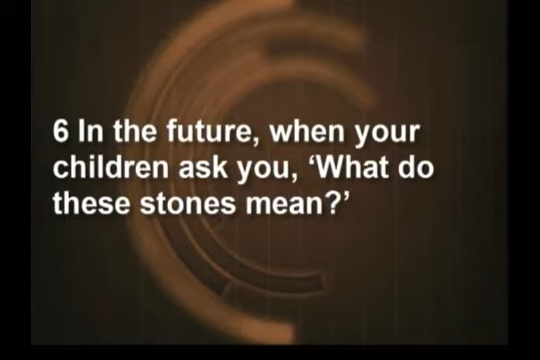 6 In the future, when your
children ask you, ‘What do
these stones mean?’